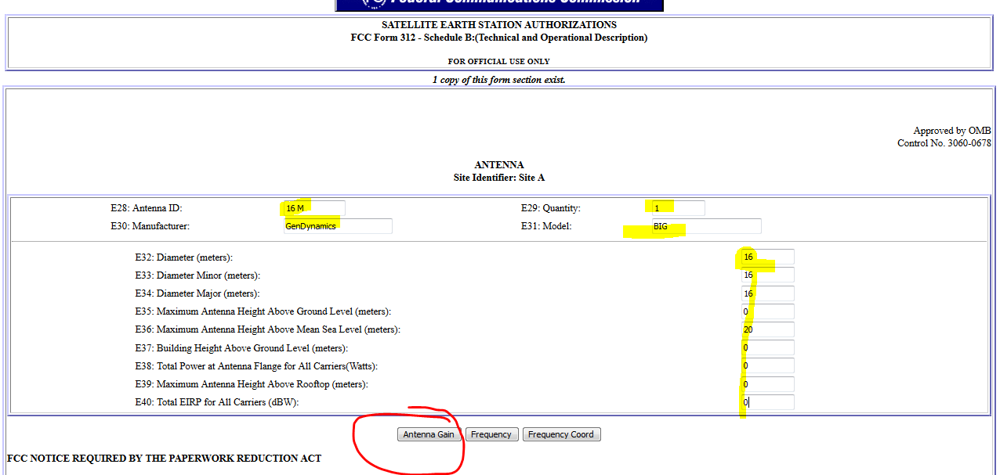 Federal Communications Commission
SATELLITE EARTH STATION AUTHORIZATIONS
FCC Form 312 - Schedule B:(Technical and Operational Description)
FOR OFFICIAL USE ONLY
1 copy of this form section exist.
Approved by OMB
Control No. 3060-0678
ANTENNA
Site Identifier: Site A
E28: Antenna ID: 16 M E29: Quantity: 1
E30: Manufacturer: GenDynamics E31: Model: BIG
E32: Diameter (meters): 16
E33: Diameter Minor (meters): 16
E34: Diameter Major (meters): 16
E35: Maximum Antenna Height Above Ground Level (meters): 0
E36: Maximum Antenna Height Above Mean Sea Level (meters): 20
E37: Building Height Above Ground Level (meters): 0
E38: Total Power at Antenna Flange for All Carriers(Watts): 0
E39: Maximum Antenna Height Above Rooftop (meters): 0
E40: Total EIRP for All Carriers (dBW): 0
Antenna Gain Frequency Frequency Coord
FCC NOTICE REQUIRED BY THE PAPERWORK REDUCTION ACT